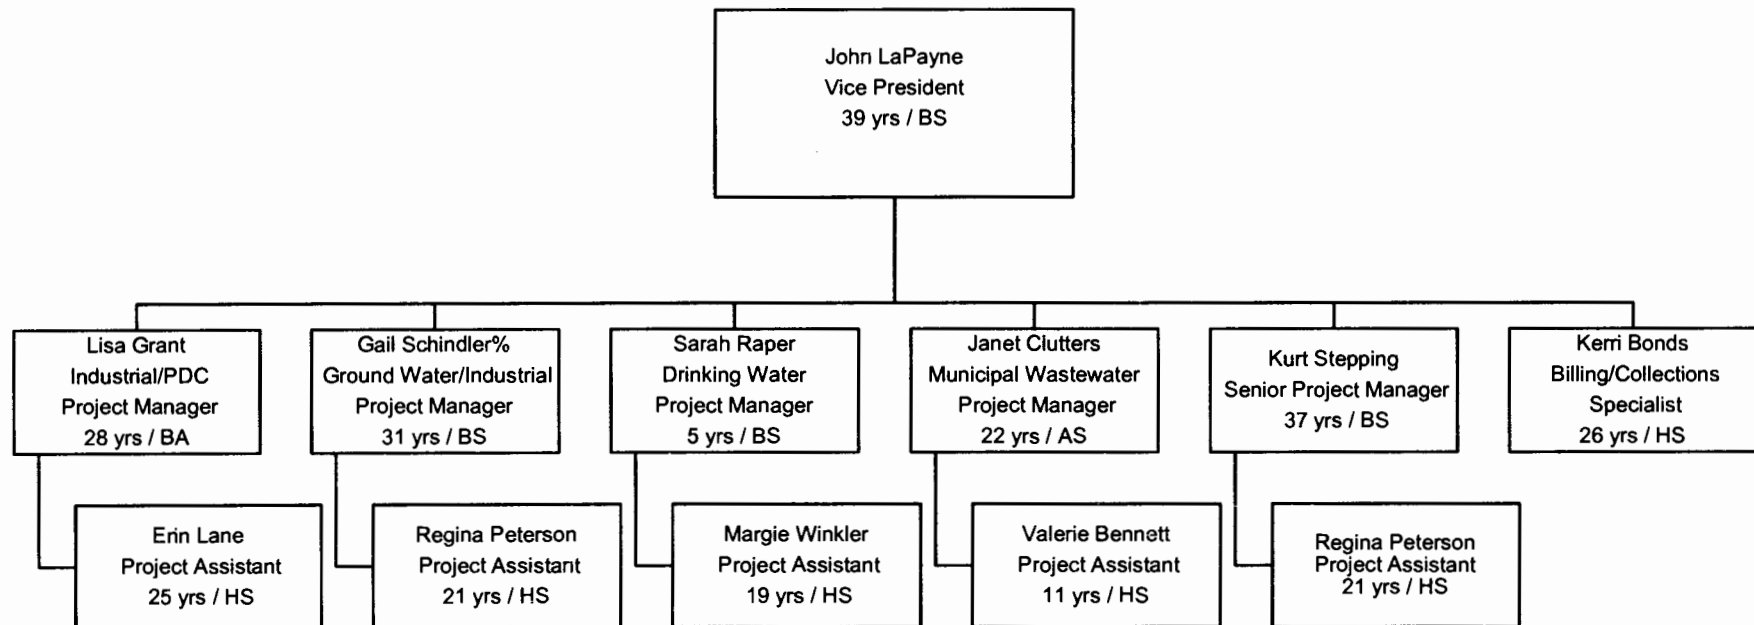 John LaPayne
Vice President
39 yrs / BS
Lisa Grant
Industrial/PDC
Project Manager
28 yrs / BA
Gail Schindler%
Ground Water/Industrial
Project Manager
31 yrs / BS
Sarah Raper
Drinking Water
Project Manager
5 yrs / BS
Janet Clutters
Municipal Wastewater
Project Manager
22 yrs / AS
Kurt Stepping
Senior Project Manager
37 yrs / BS
Kerri Bonds
Billing/Collections
Specialist
26 yrs / HS
Erin Lane
Project Assistant
25 yrs / HS
Regina Peterson
Project Assistant
21 yrs / HS
Margie Winkler
Project Assistant
19 yrs / HS
Valerie Bennett
Project Assistant
11 yrs / HS
Regina Peterson
Project Assistant
21 yrs / HS